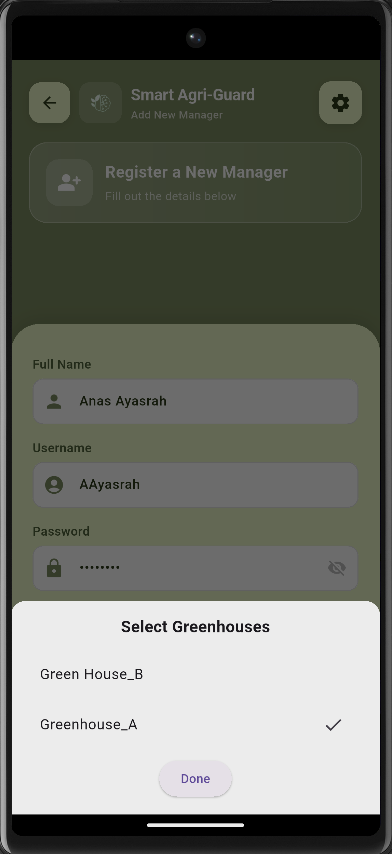 Smart Agri-Guard
Add New Manager
Register a New Manager
Fill out the details below
Full Name
Anas Ayasrah
Username
AAyasrah
Password
••••••••
Select Greenhouses
Green House_B
Greenhouse_A
Done